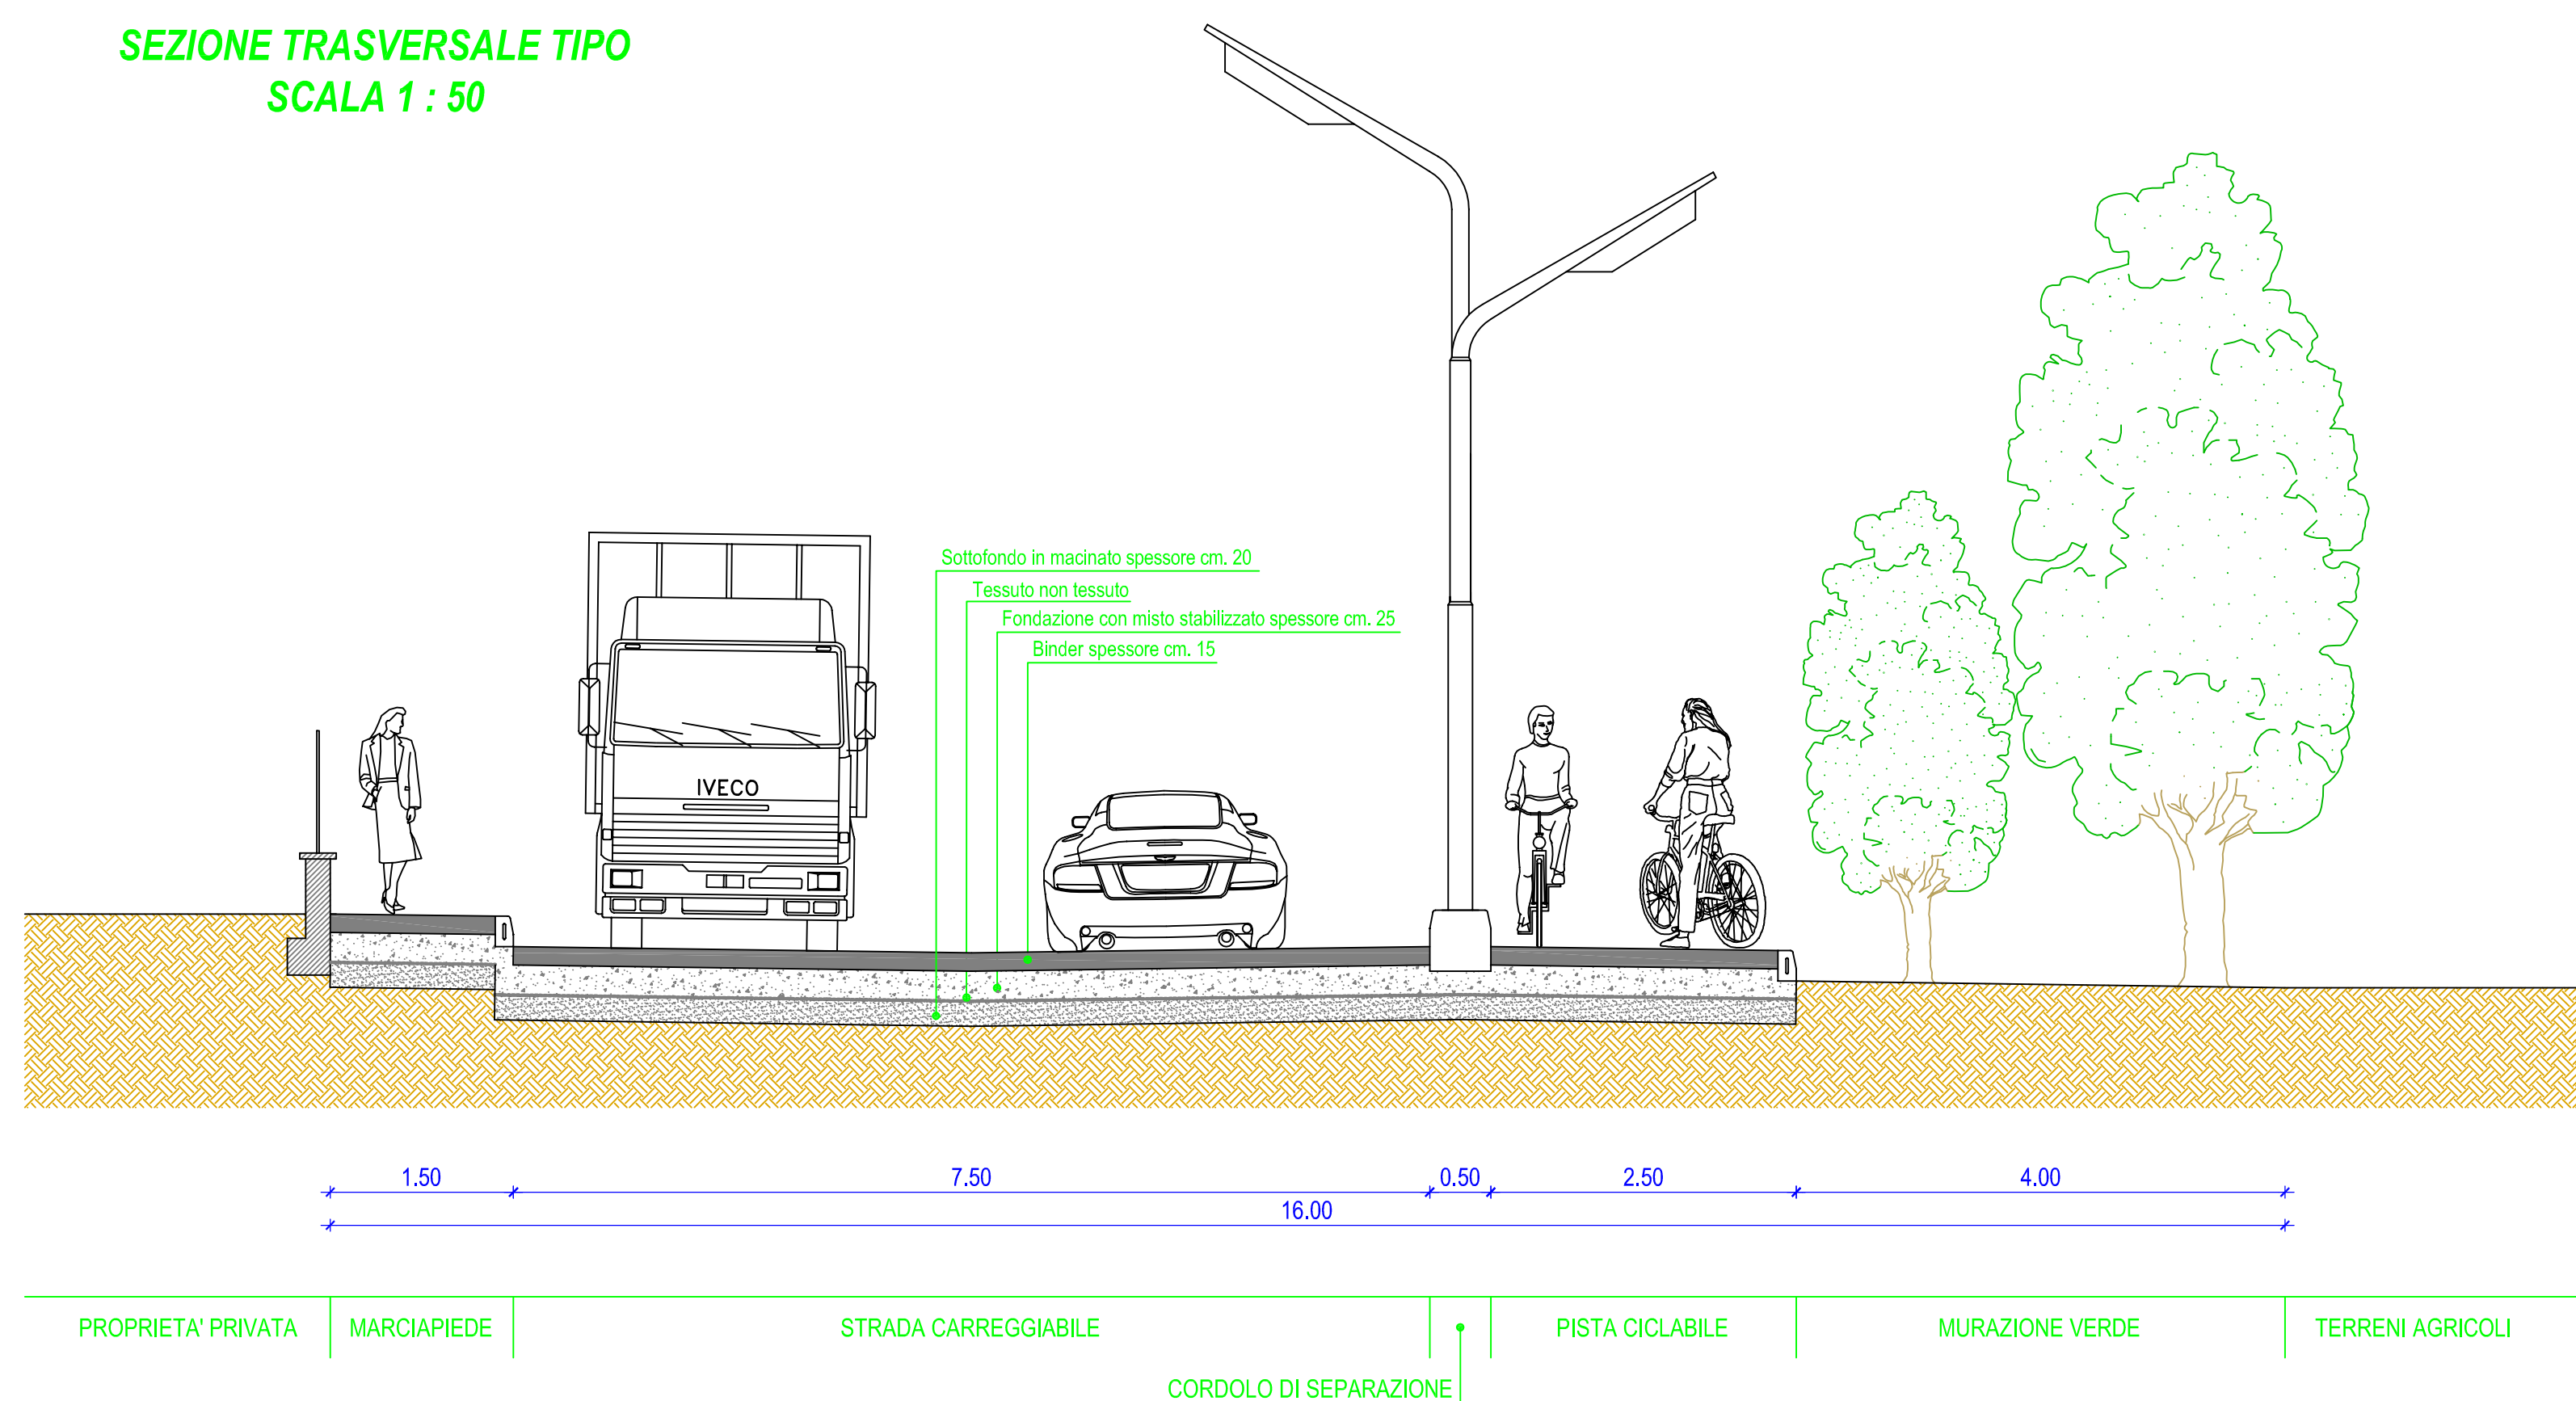 SEZIONE TRASVERSALE TIPO
SCALA 1 : 50
Sottofondo in macinato spessore cm. 20
Tessuto non tessuto
Fondazione con misto stabilizzato spessore cm. 25
Binder spessore cm. 15
IVECO
1.50 7.50 0.50 2.50 4.00
16.00
PROPRIETA' PRIVATA MARCIAPIEDE STRADA CARREGGIABILE PISTA CICLABILE MURAZIONE VERDE TERRENI AGRICOLI
CORDOLO DI SEPARAZIONE